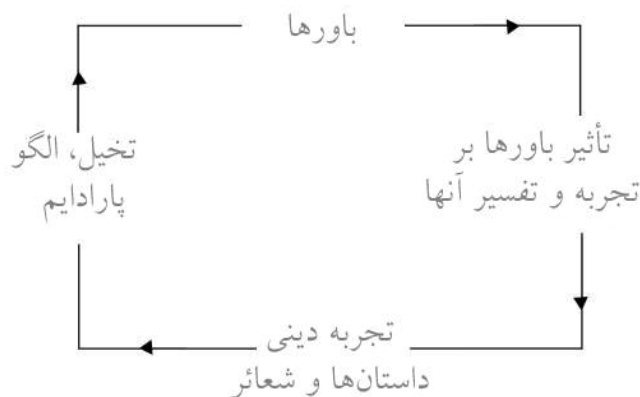 باورها
تأثیر باورها بر
تجربه و تفسیر آنها
تخیل، الگو
پارادایم
تجربه دینی
داستان‌ها و شعائر